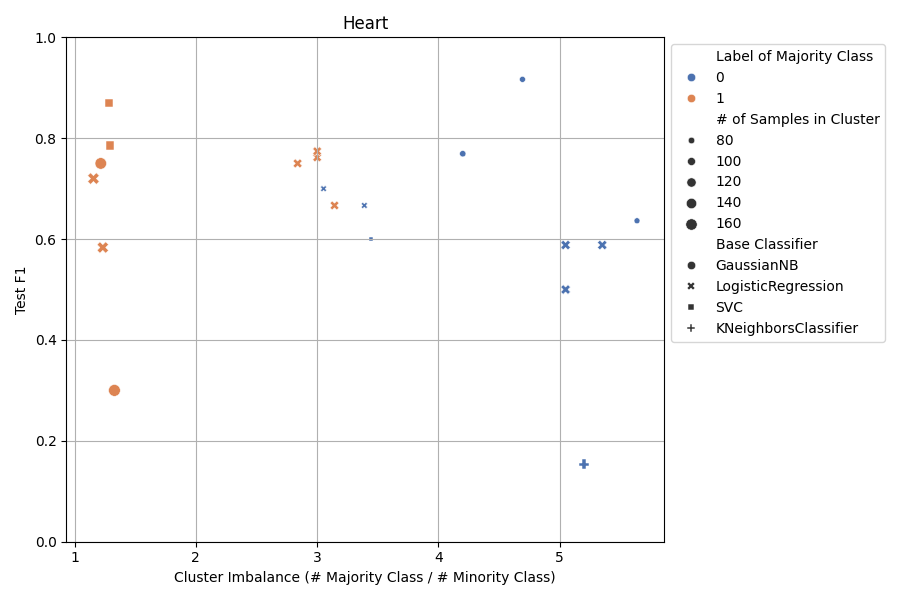 Heart
1.0
0.8
0.6
0.4
0.2
0.0
Test F1
1
2
3
4
5
Cluster Imbalance (# Majority Class / # Minority Class)
Label of Majority Class
0
1
# of Samples in Cluster
80
100
120
140
160
Base Classifier
GaussianNB
LogisticRegression
SVC
KNeighborsClassifier